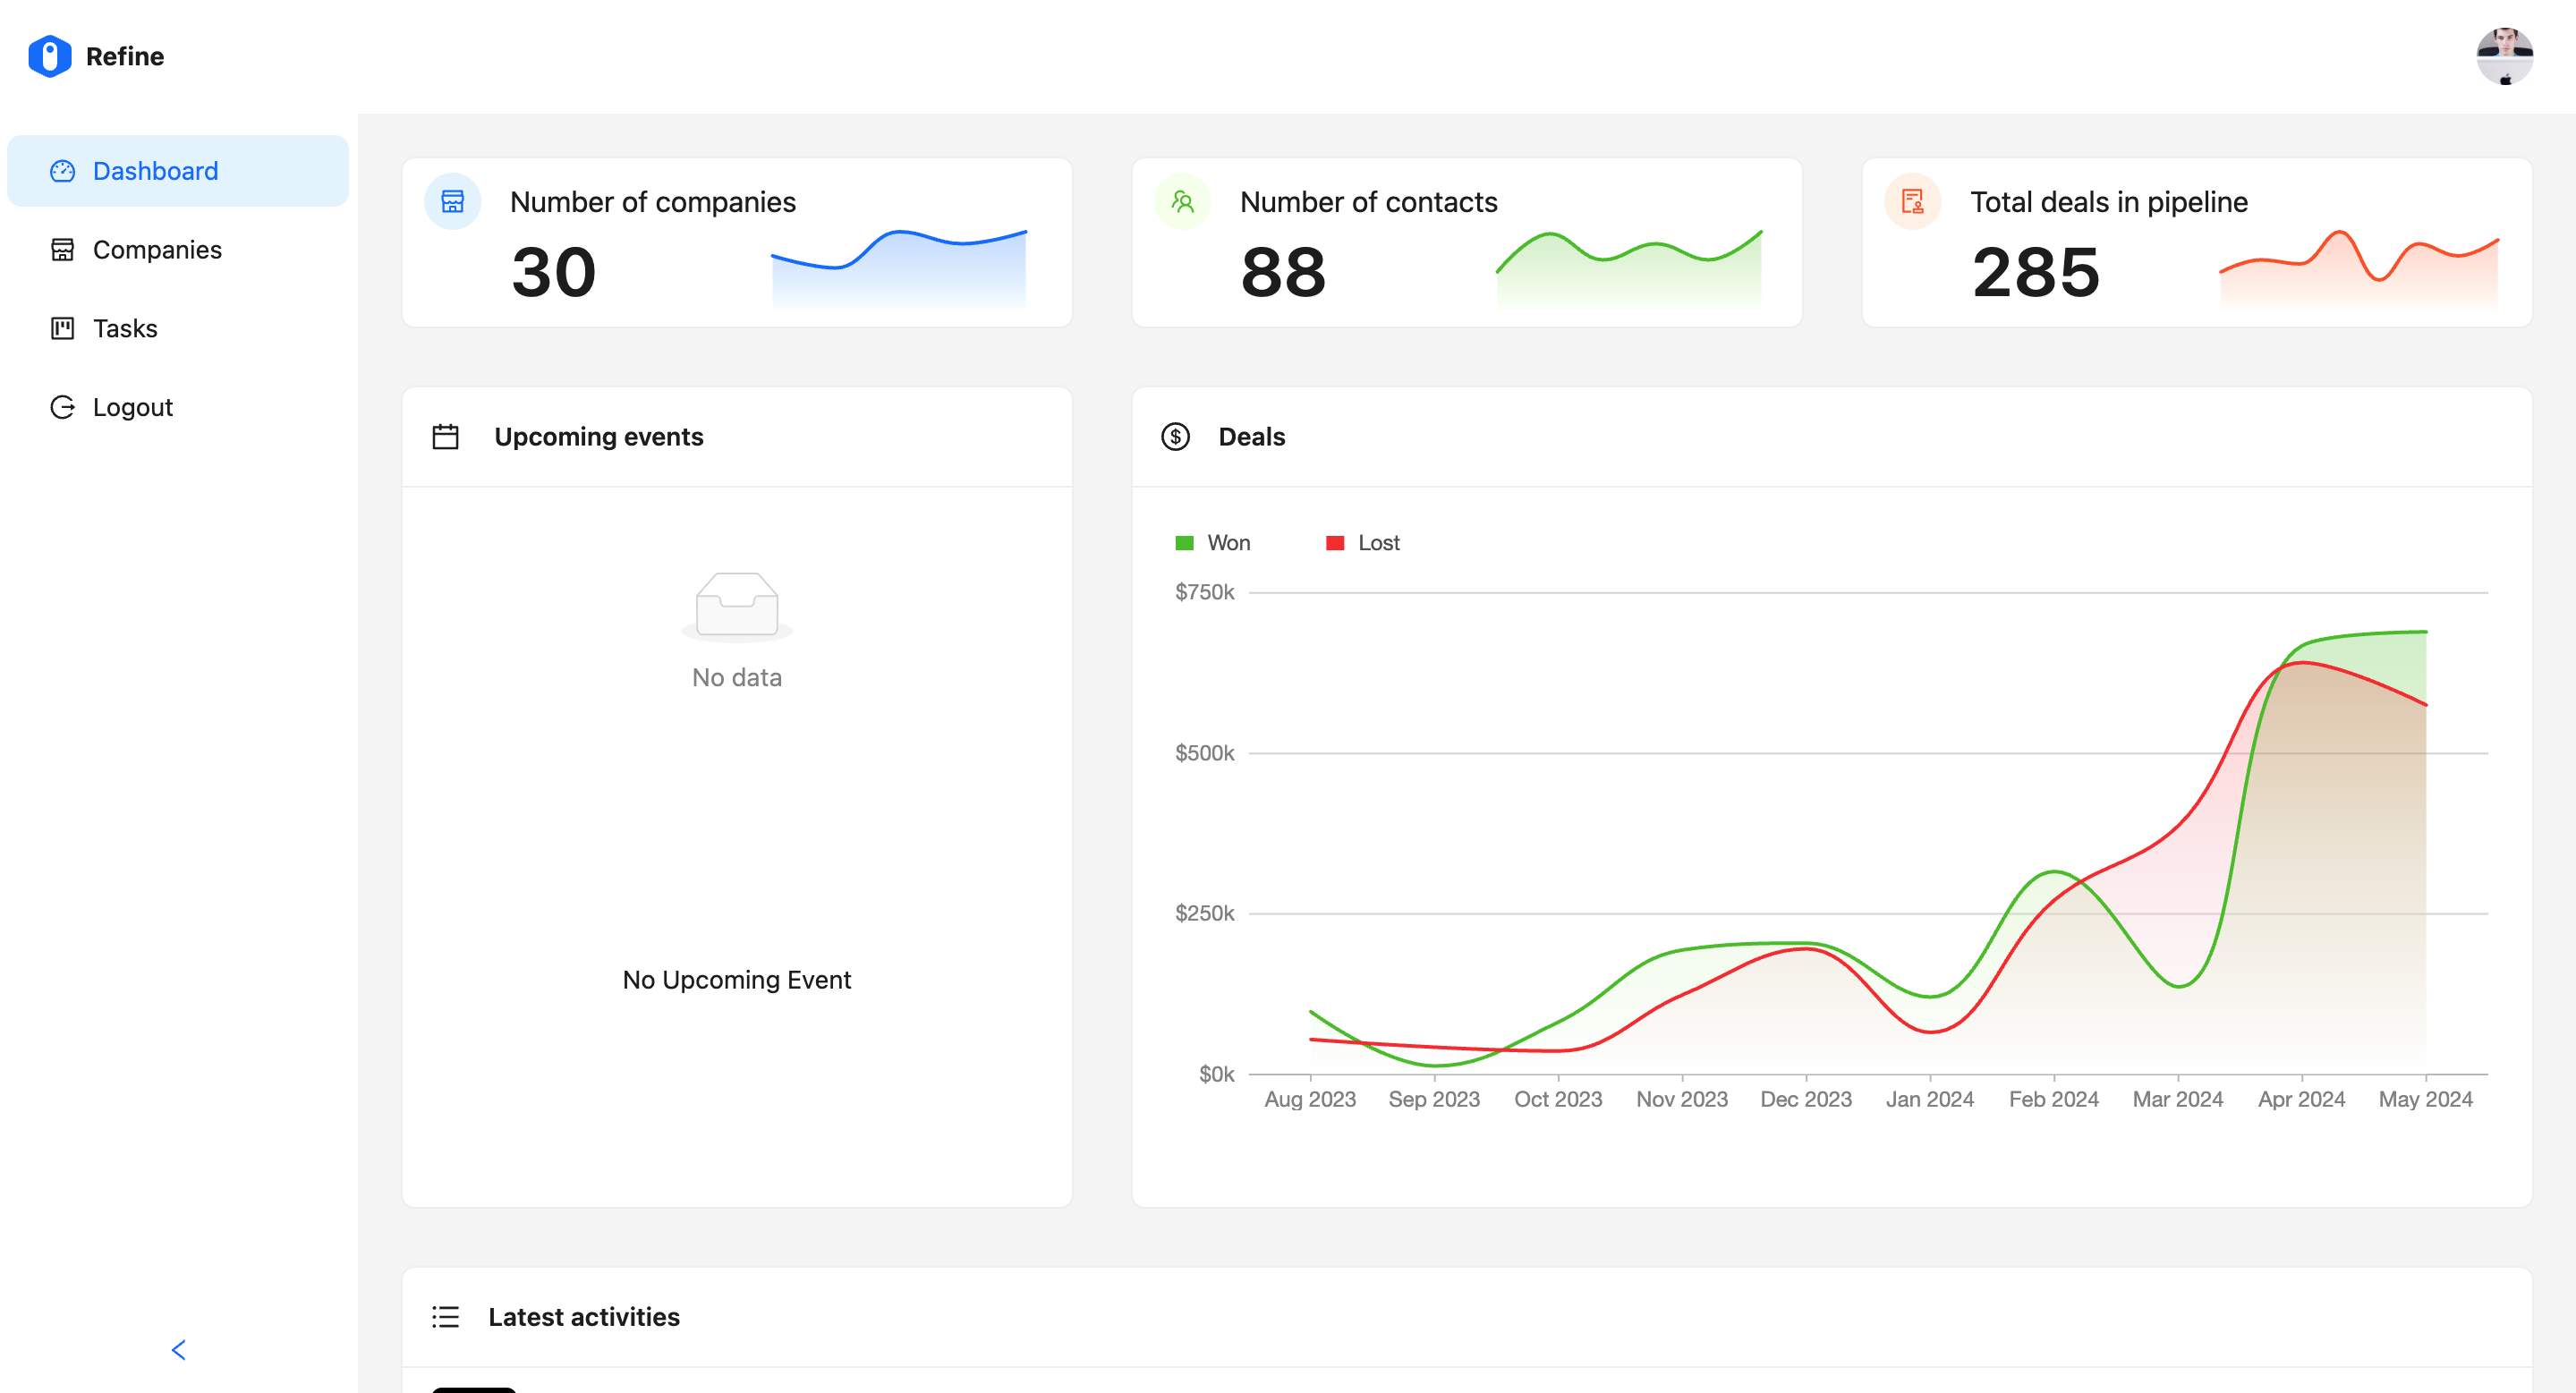 Refine
Dashboard
Companies
Tasks
Logout
Number of companies
30
Number of contacts
88
Total deals in pipeline
285
Upcoming events
No data
No Upcoming Event
Deals
Won
Lost
$750k
$500k
$250k
$0k
Aug 2023 Sep 2023 Oct 2023 Nov 2023 Dec 2023 Jan 2024 Feb 2024 Mar 2024 Apr 2024 May 2024
Latest activities